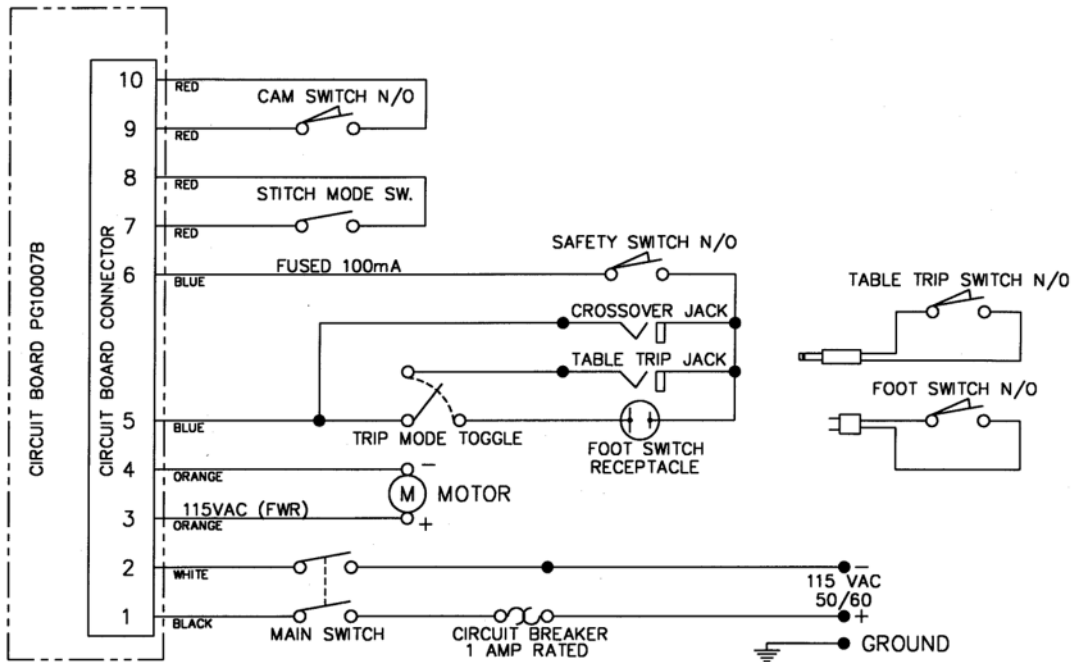 CIRCUIT BOARD PG10007B
CIRCUIT BOARD CONNECTOR
10
RED
CAM SWITCH N/O
9
RED
8
RED
STITCH MODE SW.
7
RED
SAFETY SWITCH N/O
6
BLUE
FUSED 100mA
TABLE TRIP SWITCH N/O
CROSSOVER JACK
TABLE TRIP JACK
FOOT SWITCH N/O
5
BLUE
TRIP MODE TOGGLE
FOOT SWITCH
RECEPTACLE
4
ORANGE
−
M MOTOR
3
115VAC (FWR)
ORANGE
+
2
WHITE
−
115 VAC
50/60
1
BLACK
MAIN SWITCH
CIRCUIT BREAKER
1 AMP RATED
+
GROUND